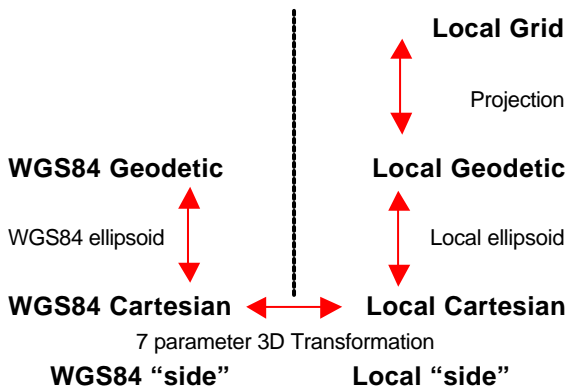 Local Grid
Projection
WGS84 Geodetic Local Geodetic
WGS84 ellipsoid Local ellipsoid
WGS84 Cartesian Local Cartesian
7 parameter 3D Transformation
WGS84 “side” Local “side”